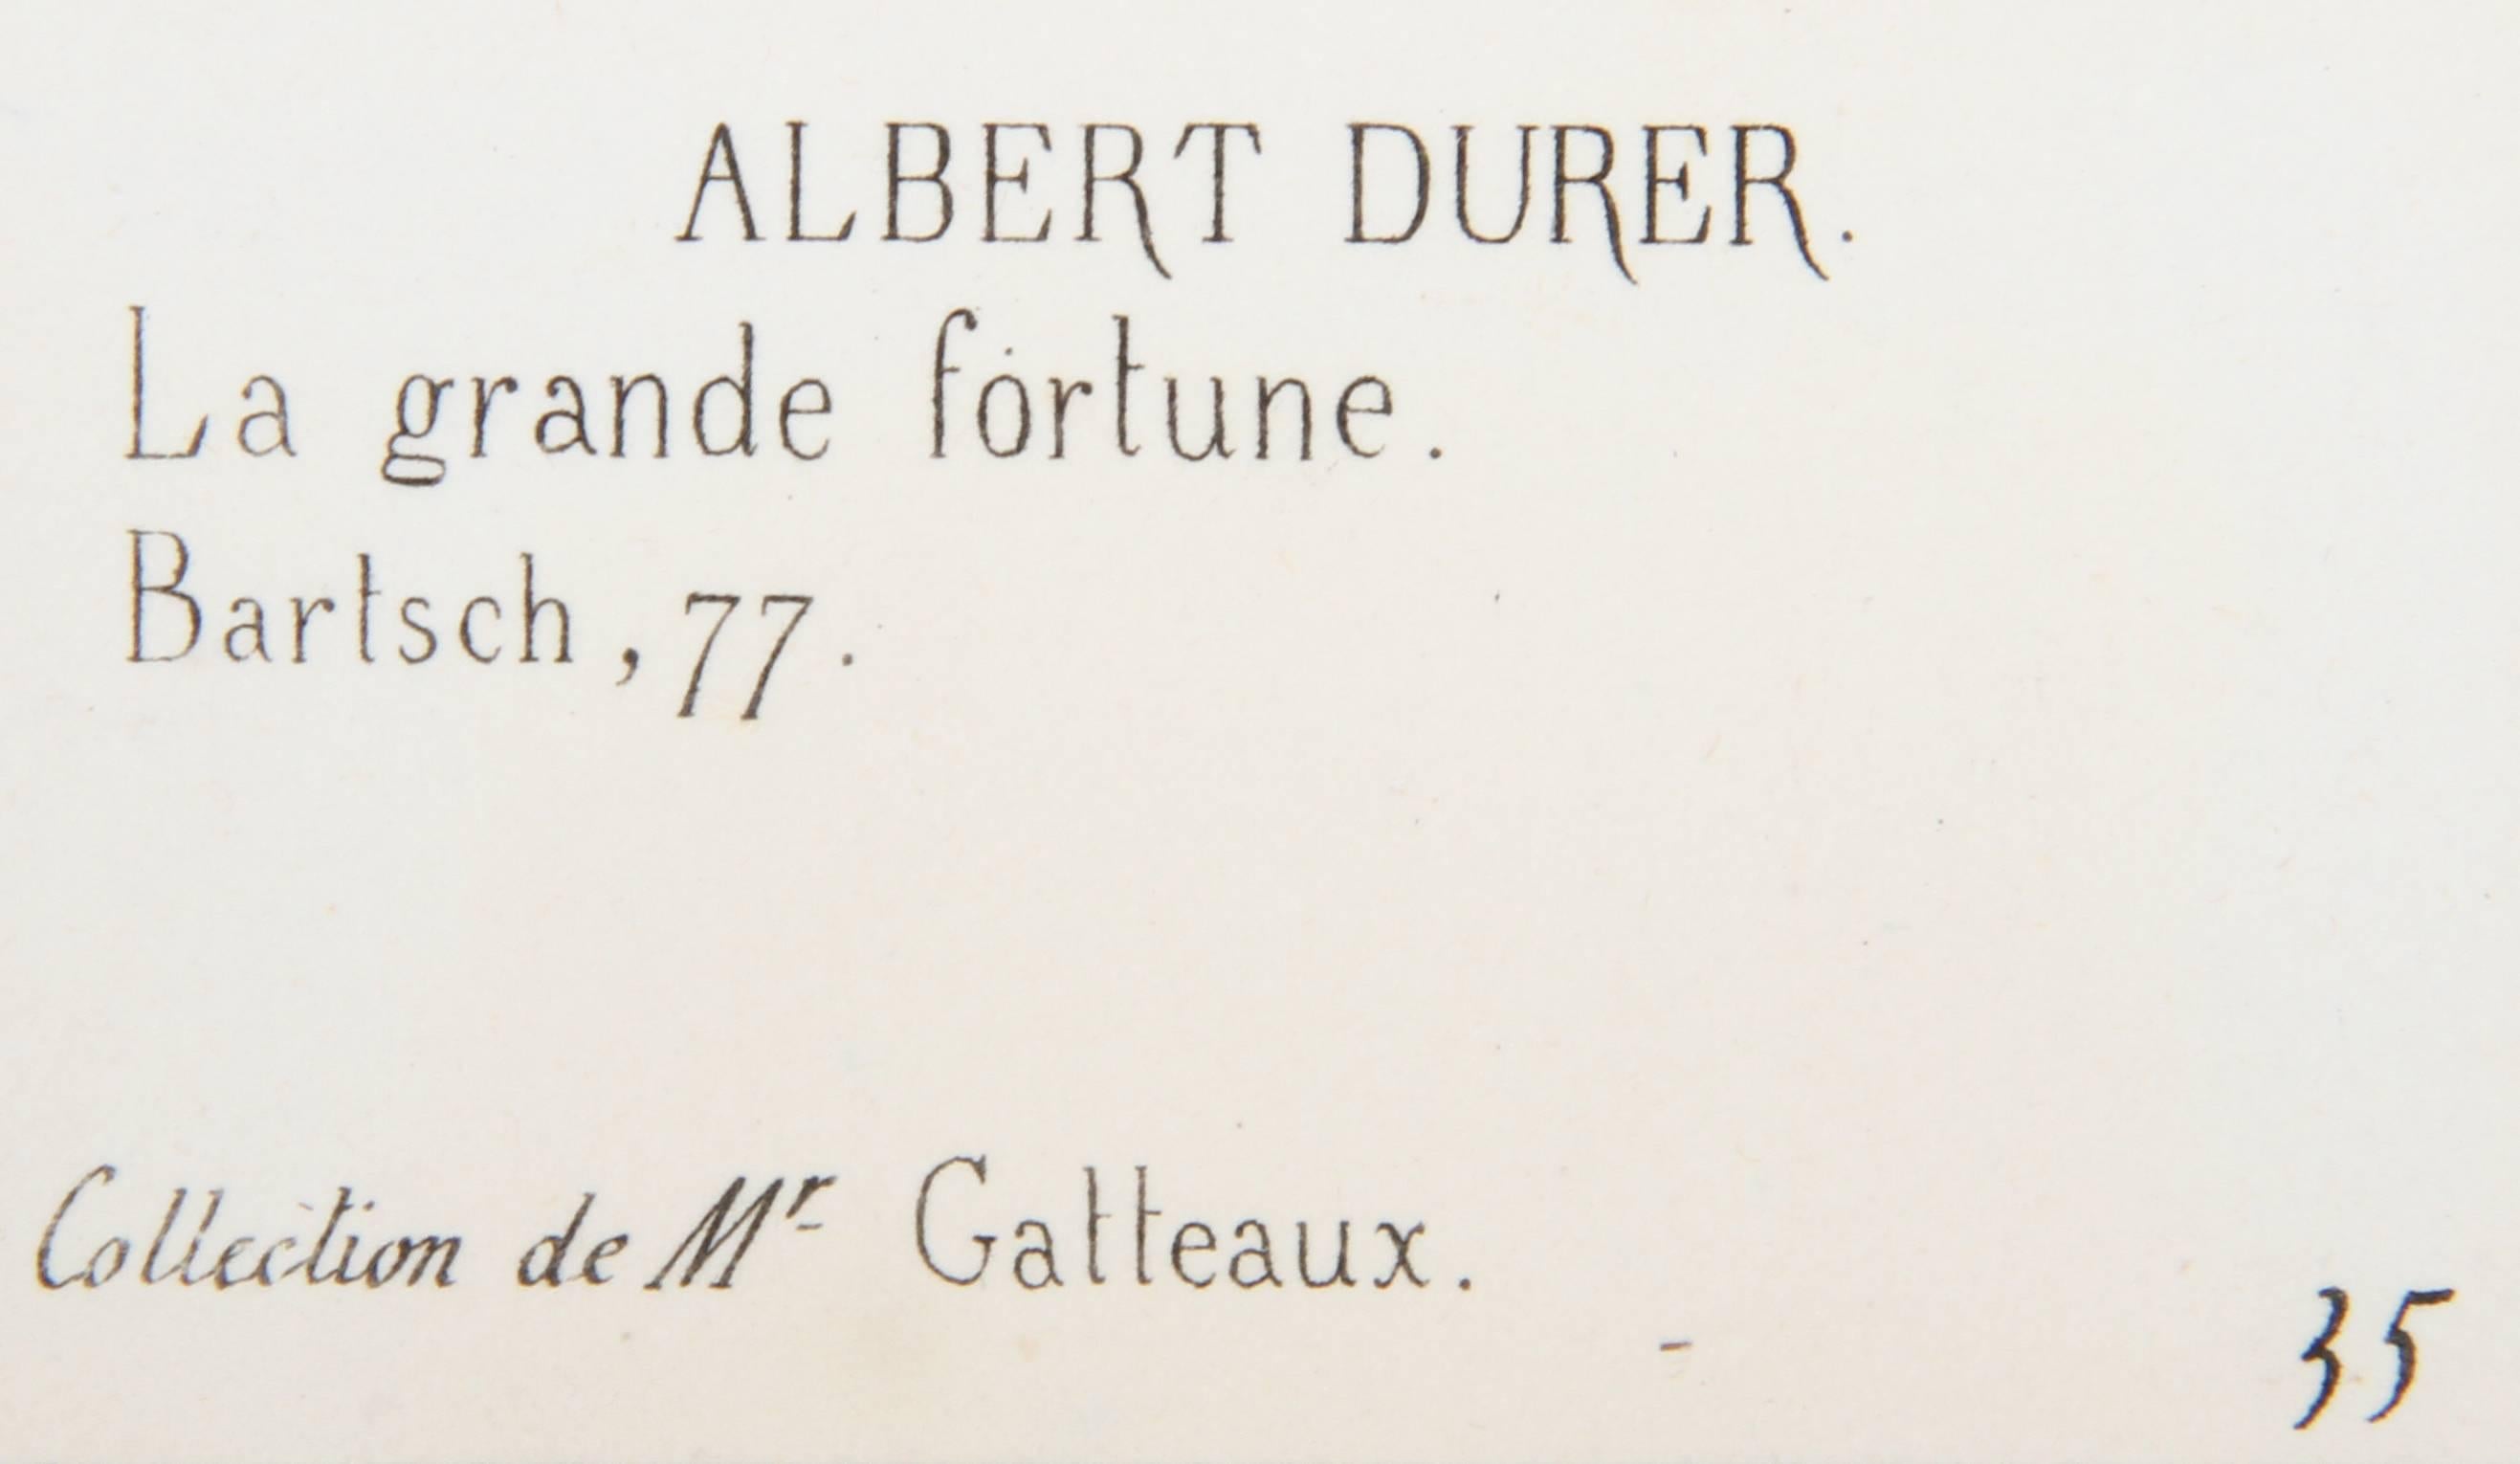 ALBERT DURER.
La grande fortune.
Bartsch, 77.
Collection de Mr Gatteaux.
35